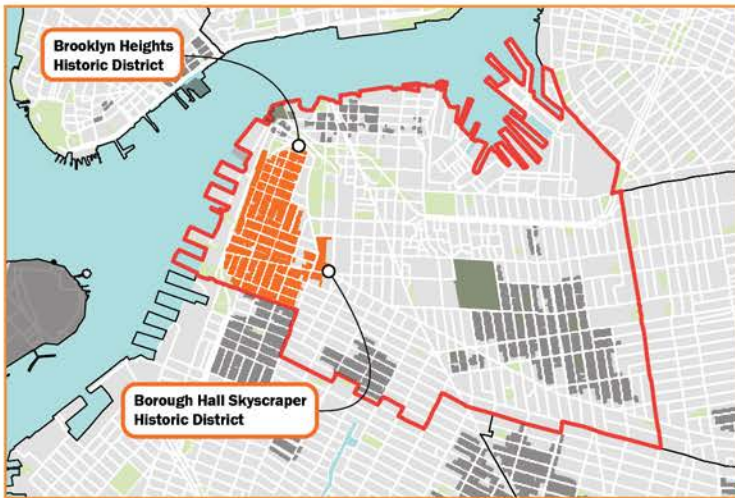 Brooklyn Heights
Historic District
Borough Hall Skyscraper
Historic District